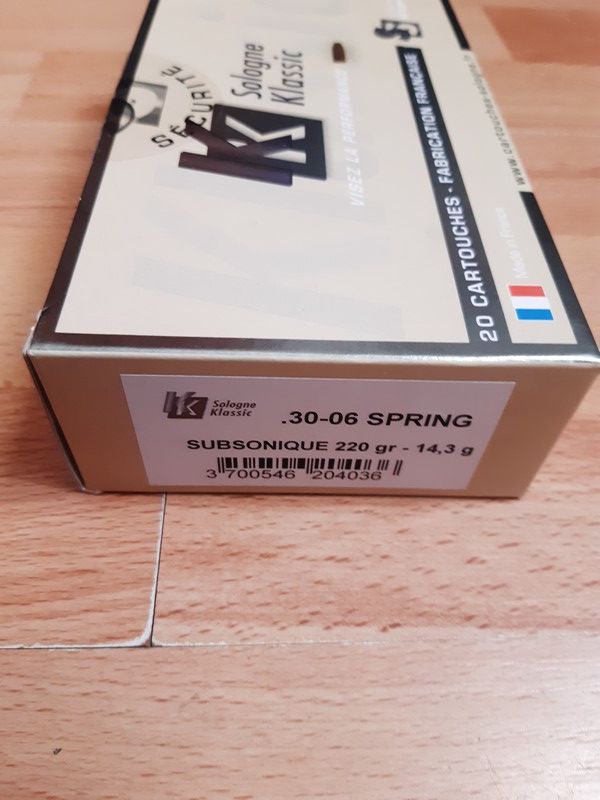 SÉCURITÉ
Sologne
Klassic
VISEZ LA PERFORMANCE
20 CARTOUCHES - FABRICATION FRANÇAISE
www.cartouches-sologne.fr
Made in France
Sologne
Klassic
.30-06 SPRING
SUBSONIQUE 220 gr - 14,3 g
3 700546 204036